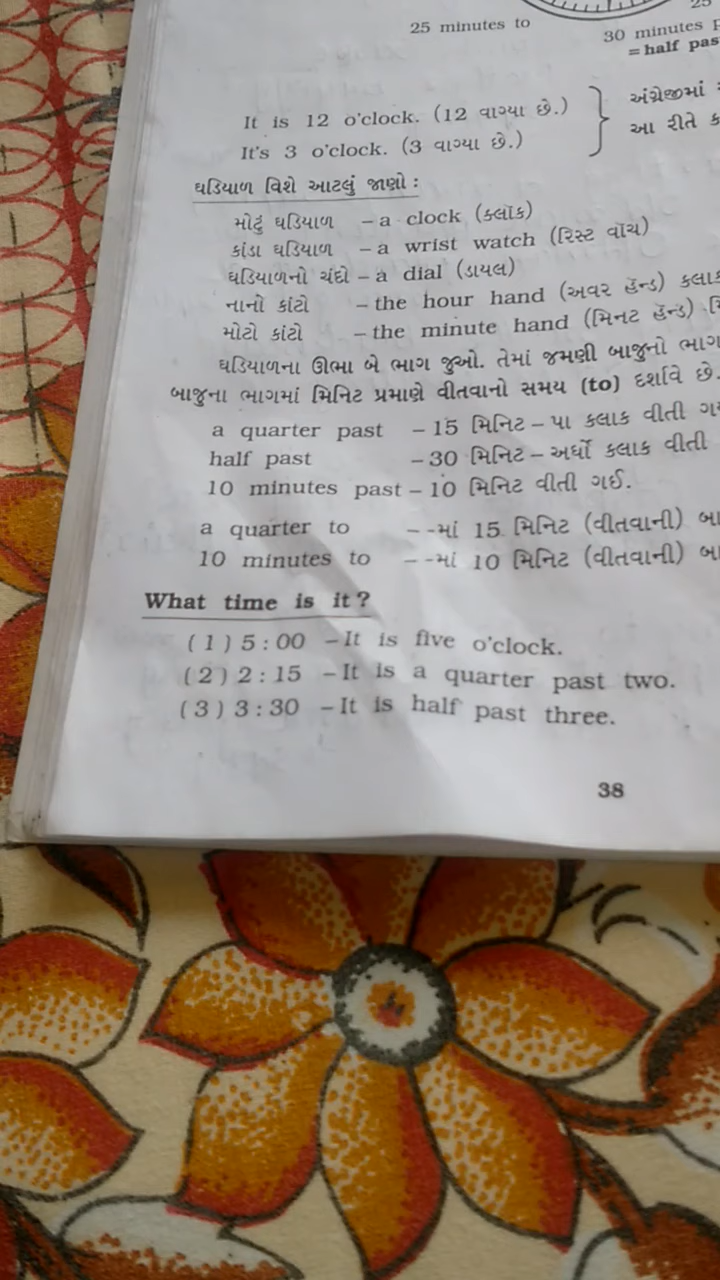 25
25 minutes to
30 minutes
= half pas
It is 12 o'clock. (12 વાગ્યા છે.)
અંગ્રેજીમાં
It's 3 o'clock. (3 વાગ્યા છે.)
આ રીતે ક
ઘડિયાળ વિશે આટલું જાણો :
મોટું ઘડિયાળ – a clock (ક્લૉક)
કાંડા ઘડિયાળ – a wrist watch (રિસ્ટ વૉચ)
ઘડિયાળનો ચંદો – a dial (ડાયલ)
નાનો કાંટો – the hour hand (અવર હૅન્ડ) કલાક
મોટો કાંટો – the minute hand (મિનટ હૅન્ડ) મિ
ઘડિયાળના ઊભા બે ભાગ જુઓ. તેમાં જમણી બાજુનો ભાગ
બાજુના ભાગમાં મિનિટ પ્રમાણે વીતવાનો સમય (to) દર્શાવે છે.
a quarter past – 15 મિનિટ – પા કલાક વીતી ગ
half past – 30 મિનિટ – અર્ધો કલાક વીતી
10 minutes past – 10 મિનિટ વીતી ગઈ.
a quarter to – -માં 15 મિનિટ (વીતવાની) બા
10 minutes to – -માં 10 મિનિટ (વીતવાની) બા
What time is it?
(1) 5:00 – It is five o'clock.
(2) 2:15 – It is a quarter past two.
(3) 3:30 – It is half past three.
38